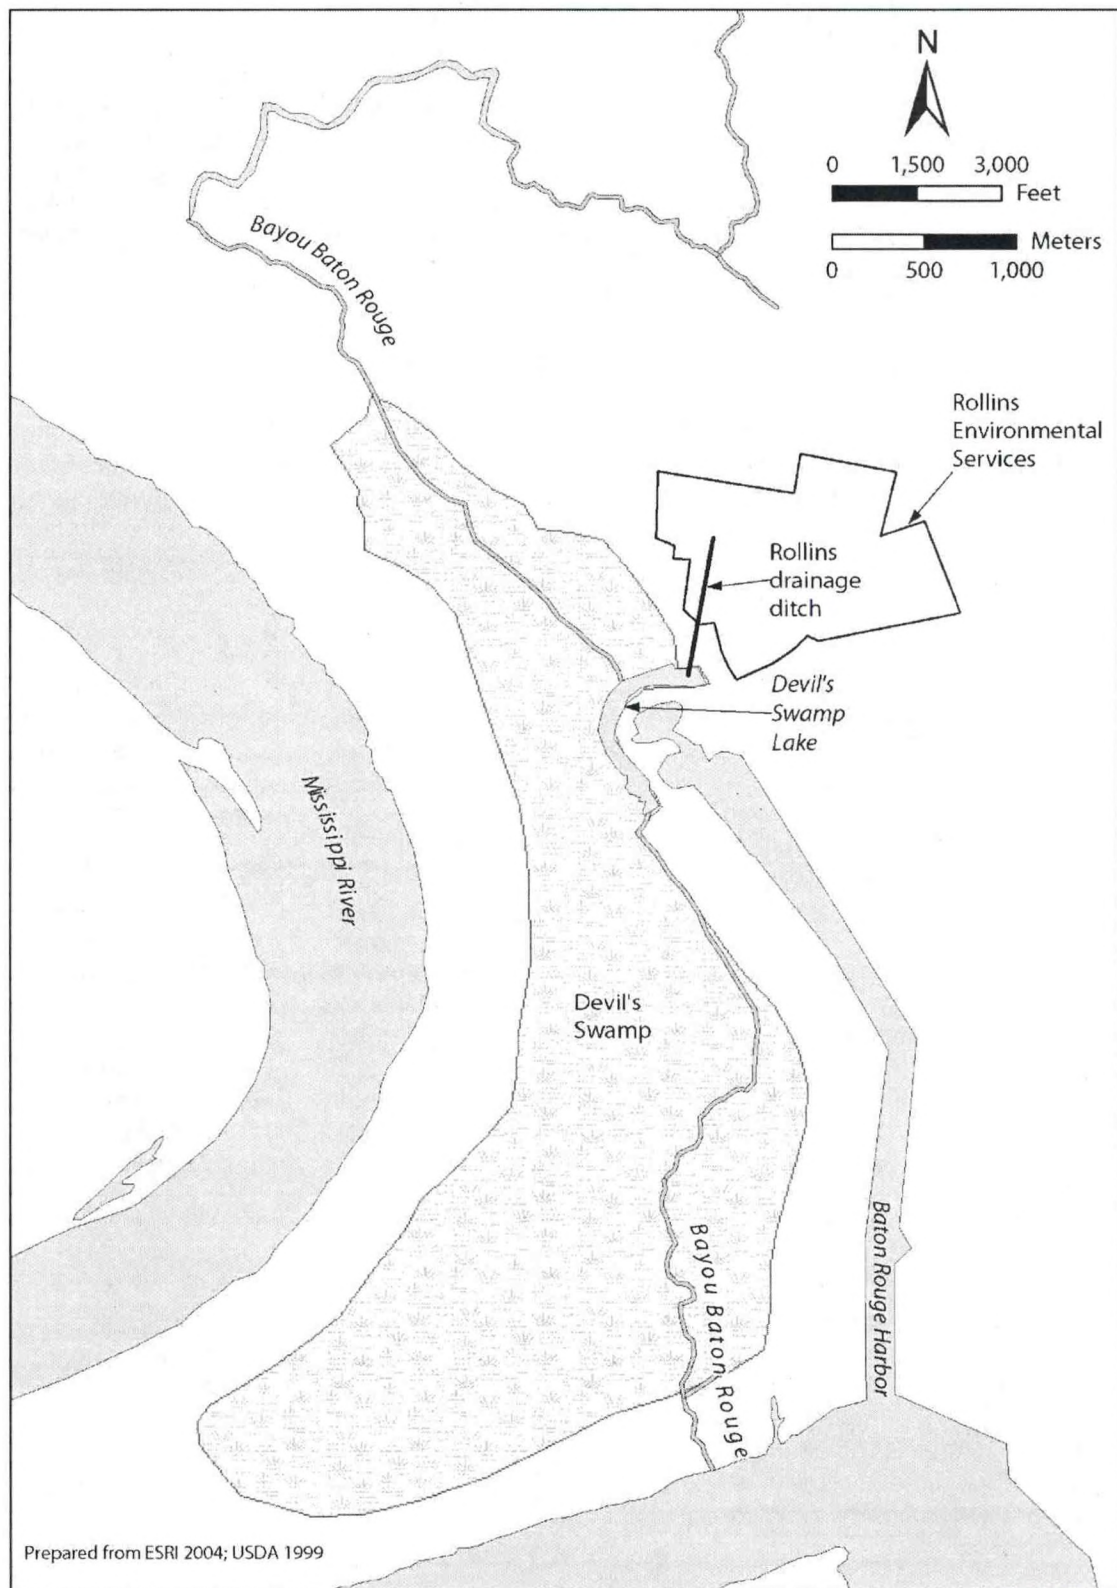 N
0 1,500 3,000
Feet
Meters
0 500 1,000
Bayou Baton Rouge
Rollins
Environmental
Services
Rollins
drainage
ditch
Devil's
Swamp
Lake
Mississippi River
Devil's
Swamp
Bayou Baton Rouge
Baton Rouge Harbor
Prepared from ESRI 2004; USDA 1999